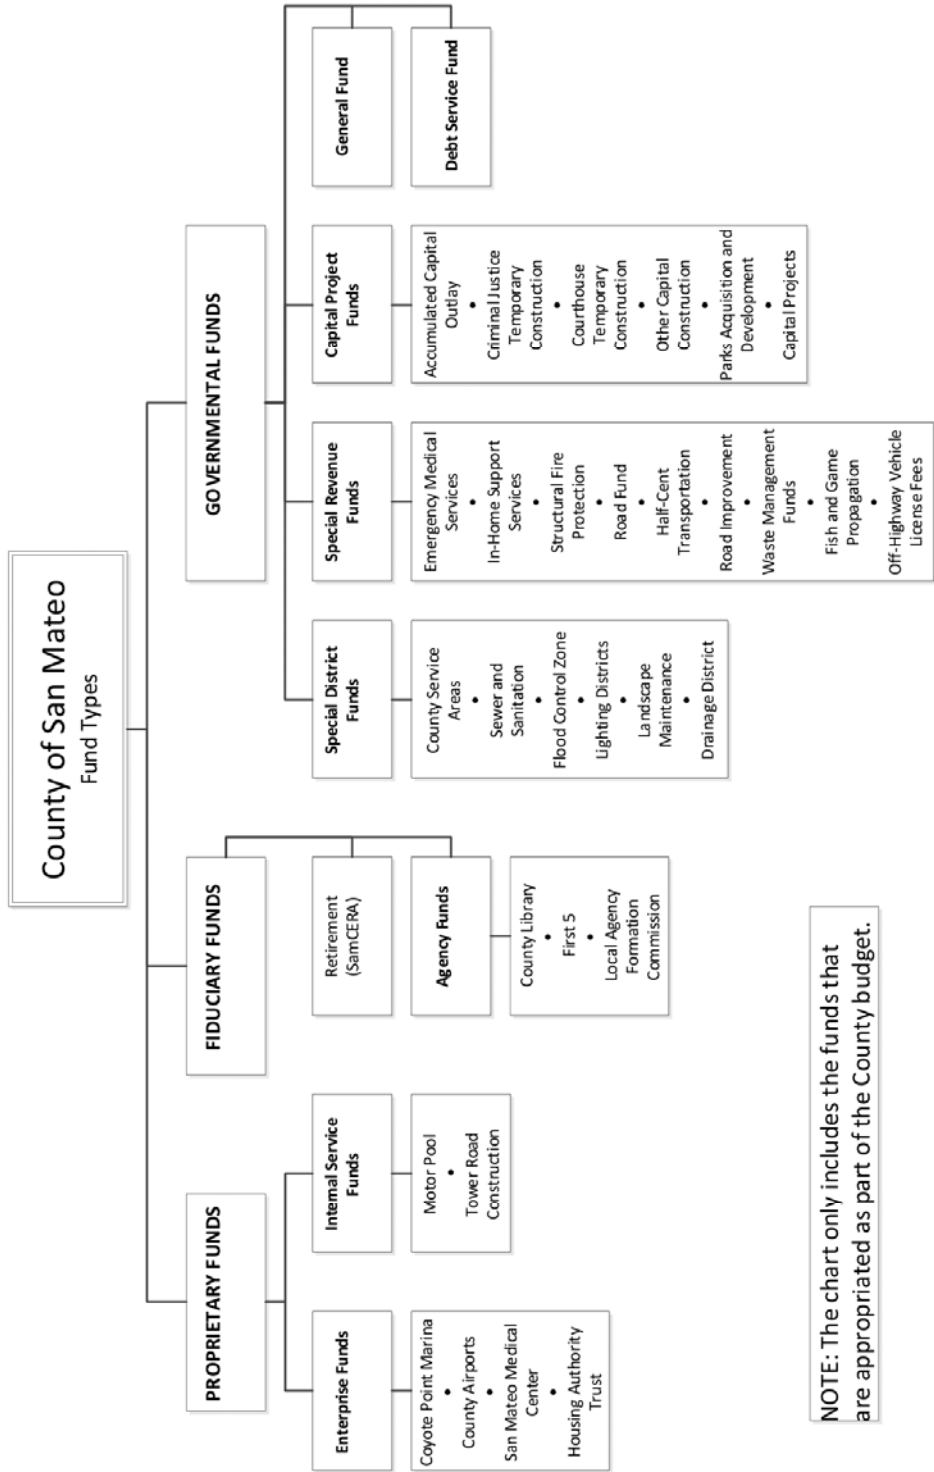 County of San Mateo
Fund Types
PROPRIETARY FUNDS
Enterprise Funds
Coyote Point Marina
•
County Airports
•
San Mateo Medical
Center
•
Housing Authority
Trust
Internal Service
Funds
Motor Pool
•
Tower Road
Construction
FIDUCIARY FUNDS
Retirement
(SamCERA)
Agency Funds
County Library
•
First 5
•
Local Agency
Formation
Commission
GOVERNMENTAL FUNDS
Special District
Funds
County Service
Areas
•
Sewer and
Sanitation
•
Flood Control Zone
•
Lighting Districts
•
Landscape
Maintenance
•
Drainage District
Special Revenue
Funds
Emergency Medical
Services
•
In-Home Support
Services
•
Structural Fire
Protection
•
Road Fund
•
Half-Cent
Transportation
•
Road Improvement
•
Waste Management
Funds
•
Fish and Game
Propagation
•
Off-Highway Vehicle
License Fees
Capital Project
Funds
Accumulated Capital
Outlay
•
Criminal Justice
Temporary
Construction
•
Courthouse
Temporary
Construction
•
Other Capital
Construction
•
Parks Acquisition and
Development
•
Capital Projects
General Fund
Debt Service Fund
NOTE: The chart only includes the funds that
are appropriated as part of the County budget.